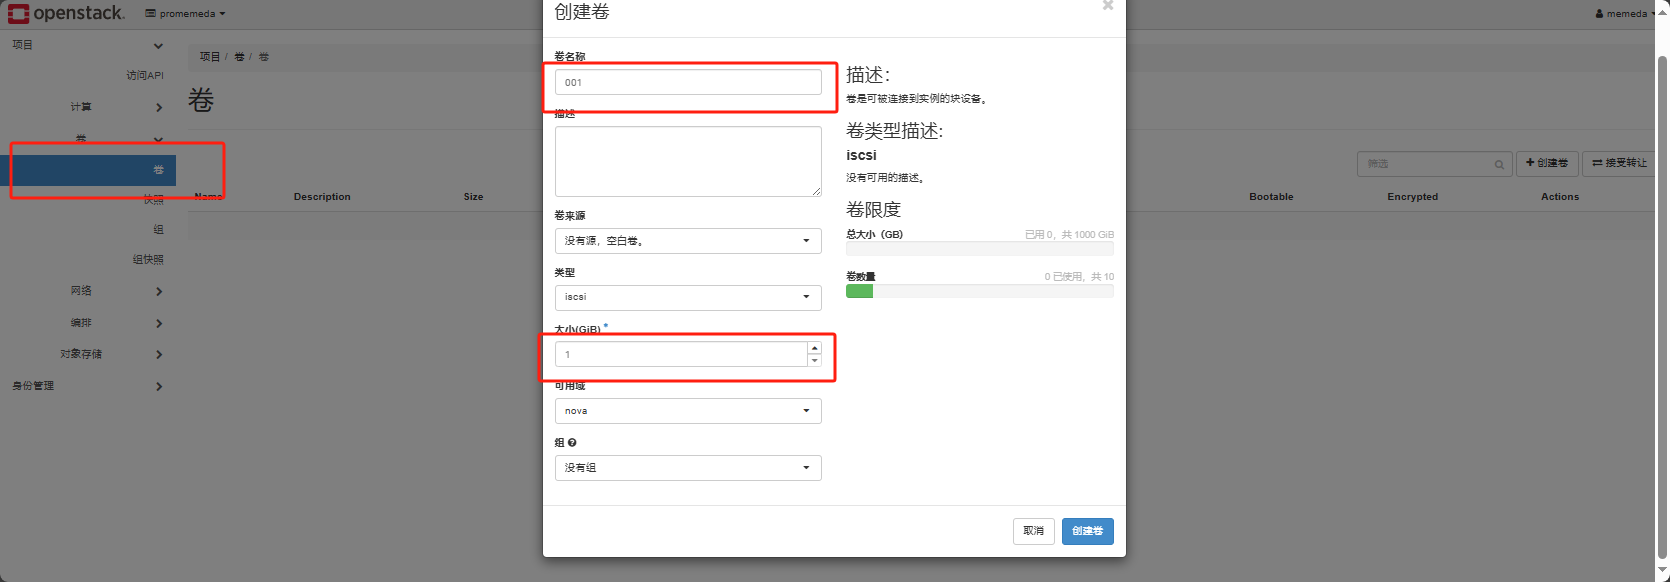 openstack.
promemeda
memeda
项目
访问API
计算
卷
卷
快照
组
组快照
网络
编排
对象存储
身份管理
项目 / 卷 / 卷
卷
筛选
创建卷
接受转让
Name
Description
Size
Bootable
Encrypted
Actions
创建卷
卷名称
001
描述
卷来源
没有源，空白卷。
类型
iscsi
大小(GiB) *
1
可用域
nova
组
没有组
描述：
卷是可被连接到实例的块设备。
卷类型描述：
iscsi
没有可用的描述。
卷限度
总大小（GB）
已用 0，共 1000 GiB
卷数量
0 已使用，共 10
取消
创建卷